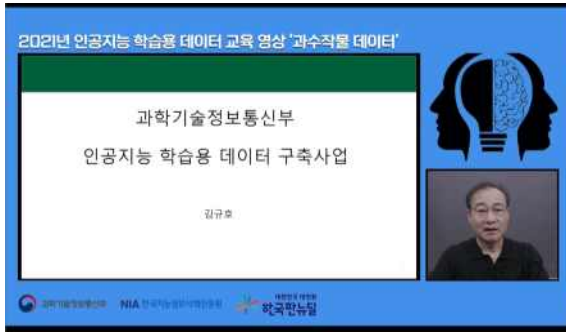 2021년 인공지능 학습용 데이터 교육 영상 '과수작물 데이터'
과학기술정보통신부
인공지능 학습용 데이터 구축사업
김규호
과학기술정보통신부
NIA 한국지능정보사회진흥원
대한민국 대전환
한국판뉴딜